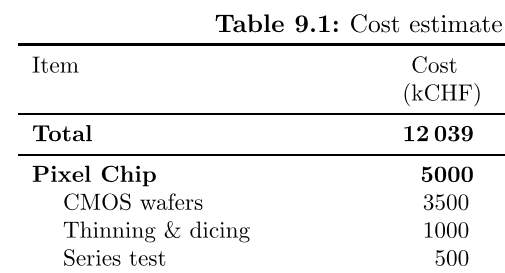 Table 9.1: Cost estimate
Item Cost
(kCHF)
Total 12 039
Pixel Chip 5000
CMOS wafers 3500
Thinning & dicing 1000
Series test 500